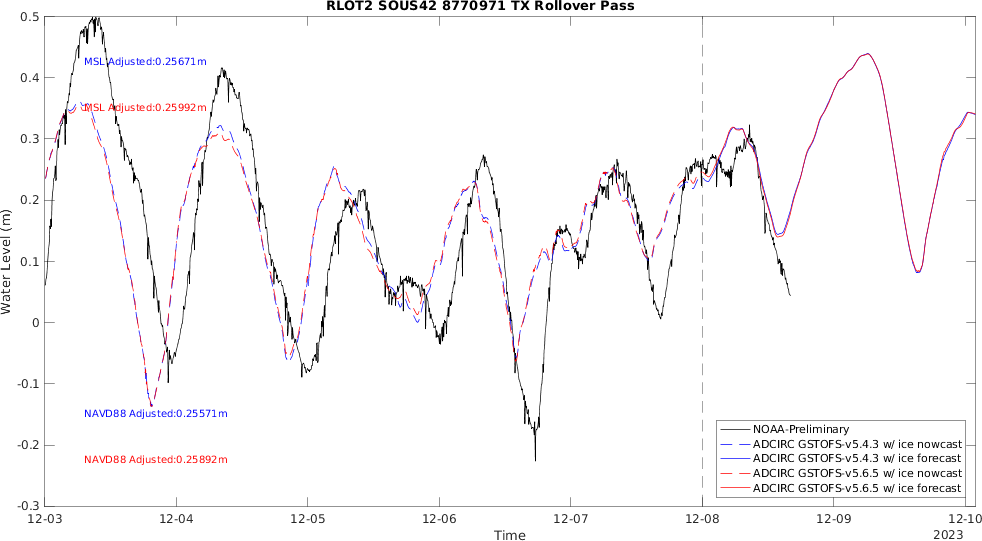 RLOT2 SOUS42 8770971 TX Rollover Pass
Water Level (m)
0.5
0.4
0.3
0.2
0.1
0
-0.1
-0.2
-0.3
MSL Adjusted:0.25671m
MSL Adjusted:0.25992m
NAVD88 Adjusted:0.25571m
NAVD88 Adjusted:0.25892m
NOAA-Preliminary
ADCIRC GSTOFS-v5.4.3 w/ ice nowcast
ADCIRC GSTOFS-v5.4.3 w/ ice forecast
ADCIRC GSTOFS-v5.6.5 w/ ice nowcast
ADCIRC GSTOFS-v5.6.5 w/ ice forecast
12-03 12-04 12-05 12-06 12-07 12-08 12-09 12-10
Time
2023